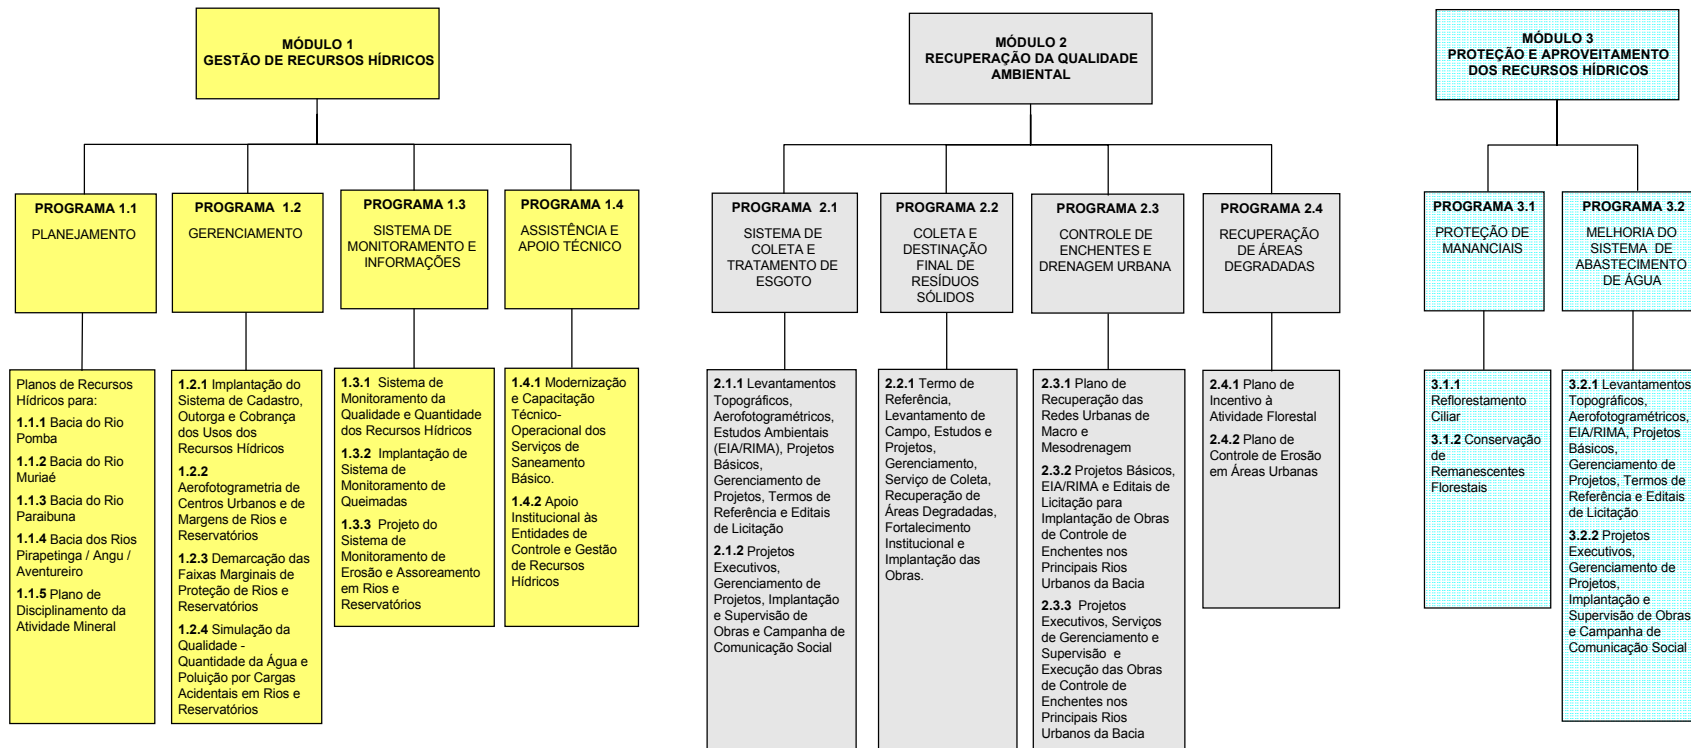 MÓDULO 1
GESTÃO DE RECURSOS HÍDRICOS
MÓDULO 2
RECUPERAÇÃO DA QUALIDADE
AMBIENTAL
MÓDULO 3
PROTEÇÃO E APROVEITAMENTO
DOS RECURSOS HÍDRICOS
PROGRAMA 1.1
PLANEJAMENTO
PROGRAMA 1.2
GERENCIAMENTO
PROGRAMA 1.3
SISTEMA DE
MONITORAMENTO E
INFORMAÇÕES
PROGRAMA 1.4
ASSISTÊNCIA E
APOIO TÉCNICO
PROGRAMA 2.1
SISTEMA DE
COLETA E
TRATAMENTO DE
ESGOTO
PROGRAMA 2.2
COLETA E
DESTINAÇÃO
FINAL DE
RESÍDUOS
SÓLIDOS
PROGRAMA 2.3
CONTROLE DE
ENCHENTES E
DRENAGEM URBANA
PROGRAMA 2.4
RECUPERAÇÃO
DE ÁREAS
DEGRADADAS
PROGRAMA 3.1
PROTEÇÃO DE
MANANCIAIS
PROGRAMA 3.2
MELHORIA DO
SISTEMA DE
ABASTECIMENTO
DE ÁGUA
Planos de Recursos
Hídricos para:
1.1.1 Bacia do Rio
Pomba
1.1.2 Bacia do Rio
Muriaé
1.1.3 Bacia do Rio
Paraibuna
1.1.4 Bacia dos Rios
Pirapetinga / Angu /
Aventureiro
1.1.5 Plano de
Disciplinamento da
Atividade Mineral
1.2.1 Implantação do
Sistema de Cadastro,
Outorga e Cobrança
dos Usos dos
Recursos Hídricos
1.2.2
Aerofotogrametria de
Centros Urbanos e de
Margens de Rios e
Reservatórios
1.2.3 Demarcação das
Faixas Marginais de
Proteção de Rios e
Reservatórios
1.2.4 Simulação da
Qualidade -
Quantidade da Água e
Poluição por Cargas
Acidentais em Rios e
Reservatórios
1.3.1 Sistema de
Monitoramento da
Qualidade e Quantidade
dos Recursos Hídricos
1.3.2 Implantação de
Sistema de
Monitoramento de
Queimadas
1.3.3 Projeto do
Sistema de
Monitoramento de
Erosão e Assoreamento
em Rios e
Reservatórios
1.4.1 Modernização
e Capacitação
Técnico-
Operacional dos
Serviços de
Saneamento
Básico.
1.4.2 Apoio
Institucional às
Entidades de
Controle e Gestão
de Recursos
Hídricos
2.1.1 Levantamentos
Topográficos,
Aerofotogramétricos,
Estudos Ambientais
(EIA/RIMA), Projetos
Básicos,
Gerenciamento de
Projetos, Termos de
Referência e Editais
de Licitação
2.1.2 Projetos
Executivos,
Gerenciamento de
Projetos, Implantação
e Supervisão de
Obras e Campanha de
Comunicação Social
2.2.1 Termo de
Referência,
Levantamento de
Campo, Estudos e
Projetos,
Gerenciamento,
Serviço de Coleta,
Recuperação de
Áreas Degradadas,
Fortalecimento
Institucional e
Implantação das
Obras.
2.3.1 Plano de
Recuperação das
Redes Urbanas de
Macro e
Mesodrenagem
2.3.2 Projetos Básicos,
EIA/RIMA e Editais de
Licitação para
Implantação de Obras
de Controle de
Enchentes nos
Principais Rios
Urbanos da Bacia
2.3.3 Projetos
Executivos, Serviços
de Gerenciamento e
Supervisão e
Execução das Obras
de Controle de
Enchentes nos
Principais Rios
Urbanos da Bacia
2.4.1 Plano de
Incentivo à
Atividade Florestal
2.4.2 Plano de
Controle de Erosão
em Áreas Urbanas
3.1.1
Reflorestamento
Ciliar
3.1.2 Conservação
de
Remanescentes
Florestais
3.2.1 Levantamentos
Topográficos,
Aerofotogramétricos,
EIA/RIMA, Projetos
Básicos,
Gerenciamento de
Projetos, Termos de
Referência e Editais
de Licitação
3.2.2 Projetos
Executivos,
Gerenciamento de
Projetos,
Implantação e
Supervisão de Obras
e Campanha de
Comunicação Social